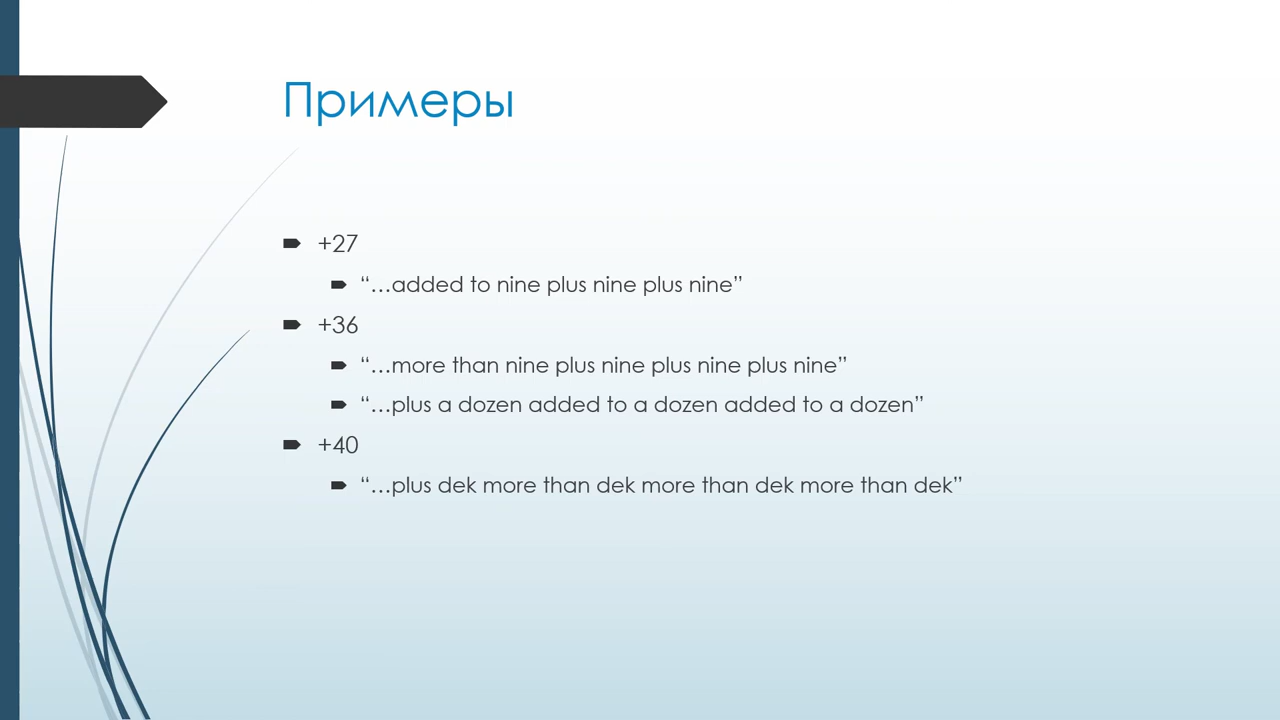 Примеры
+27
“…added to nine plus nine plus nine”
+36
“…more than nine plus nine plus nine plus nine”
“…plus a dozen added to a dozen added to a dozen”
+40
“…plus dek more than dek more than dek more than dek”